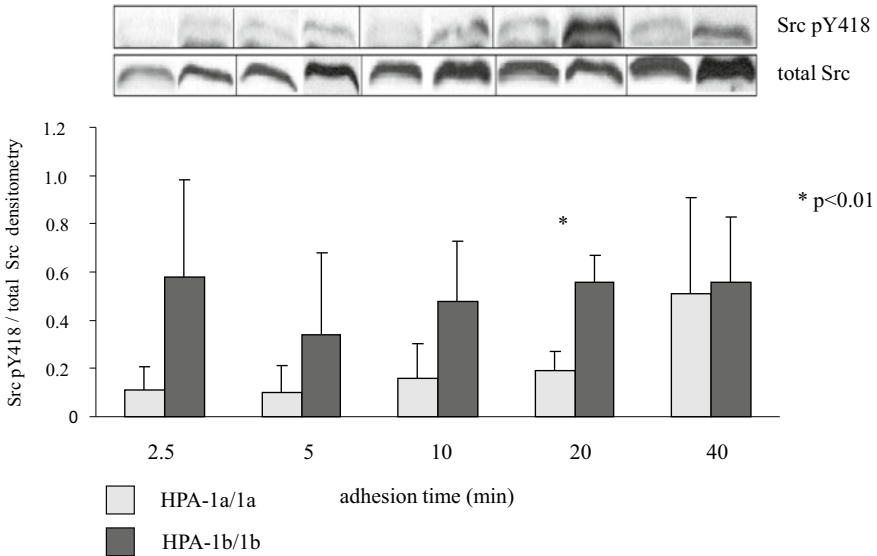 Src pY418
total Src
1.2
1.0
0.8
0.6
0.4
0.2
0
Src pY418 / total Src densitometry
*
* p<0.01
2.5 5 10 20 40
adhesion time (min)
HPA-1a/1a
HPA-1b/1b